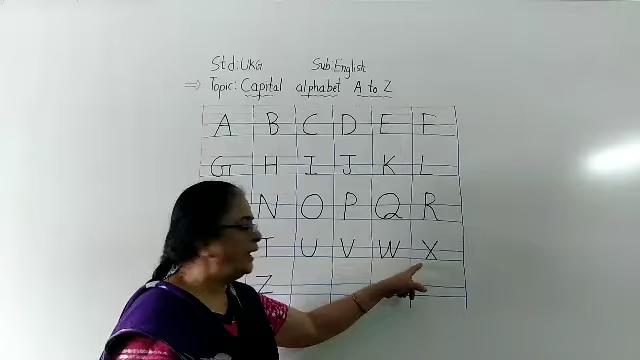 Std:UKG Sub:English
⇒ Topic: Capital alphabet A to Z
A B C D E F
G H I J K L
N O P Q R
T U V W X
Z